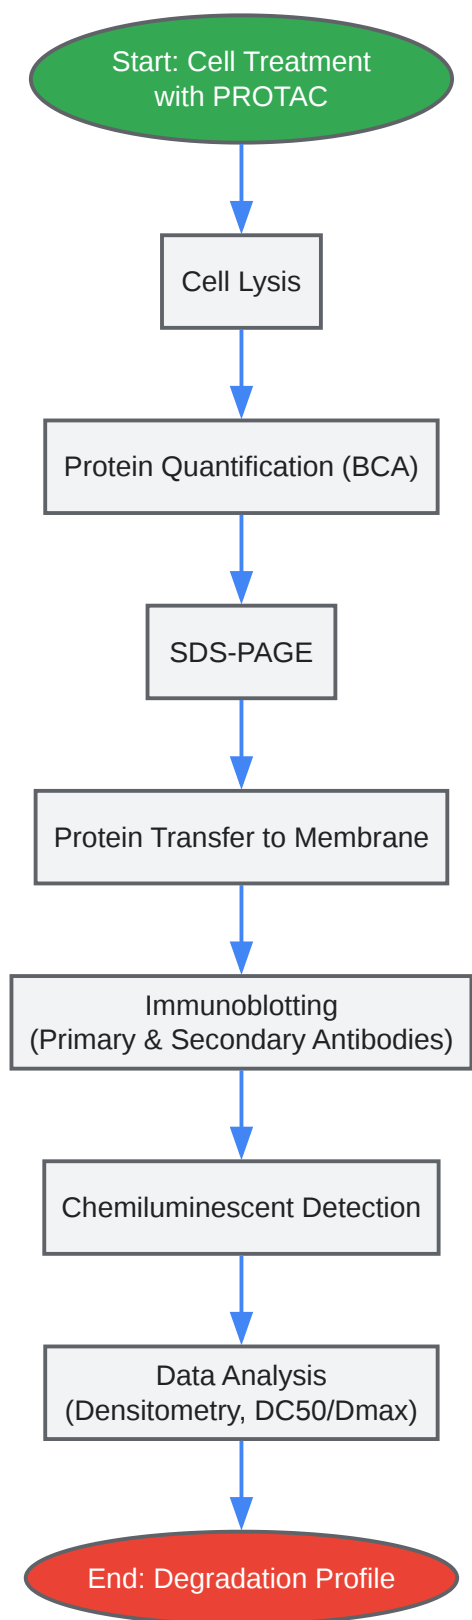 Start: Cell Treatment
with PROTAC
Cell Lysis
Protein Quantification (BCA)
SDS-PAGE
Protein Transfer to Membrane
Immunoblotting
(Primary & Secondary Antibodies)
Chemiluminescent Detection
Data Analysis
(Densitometry, DC50/Dmax)
End: Degradation Profile